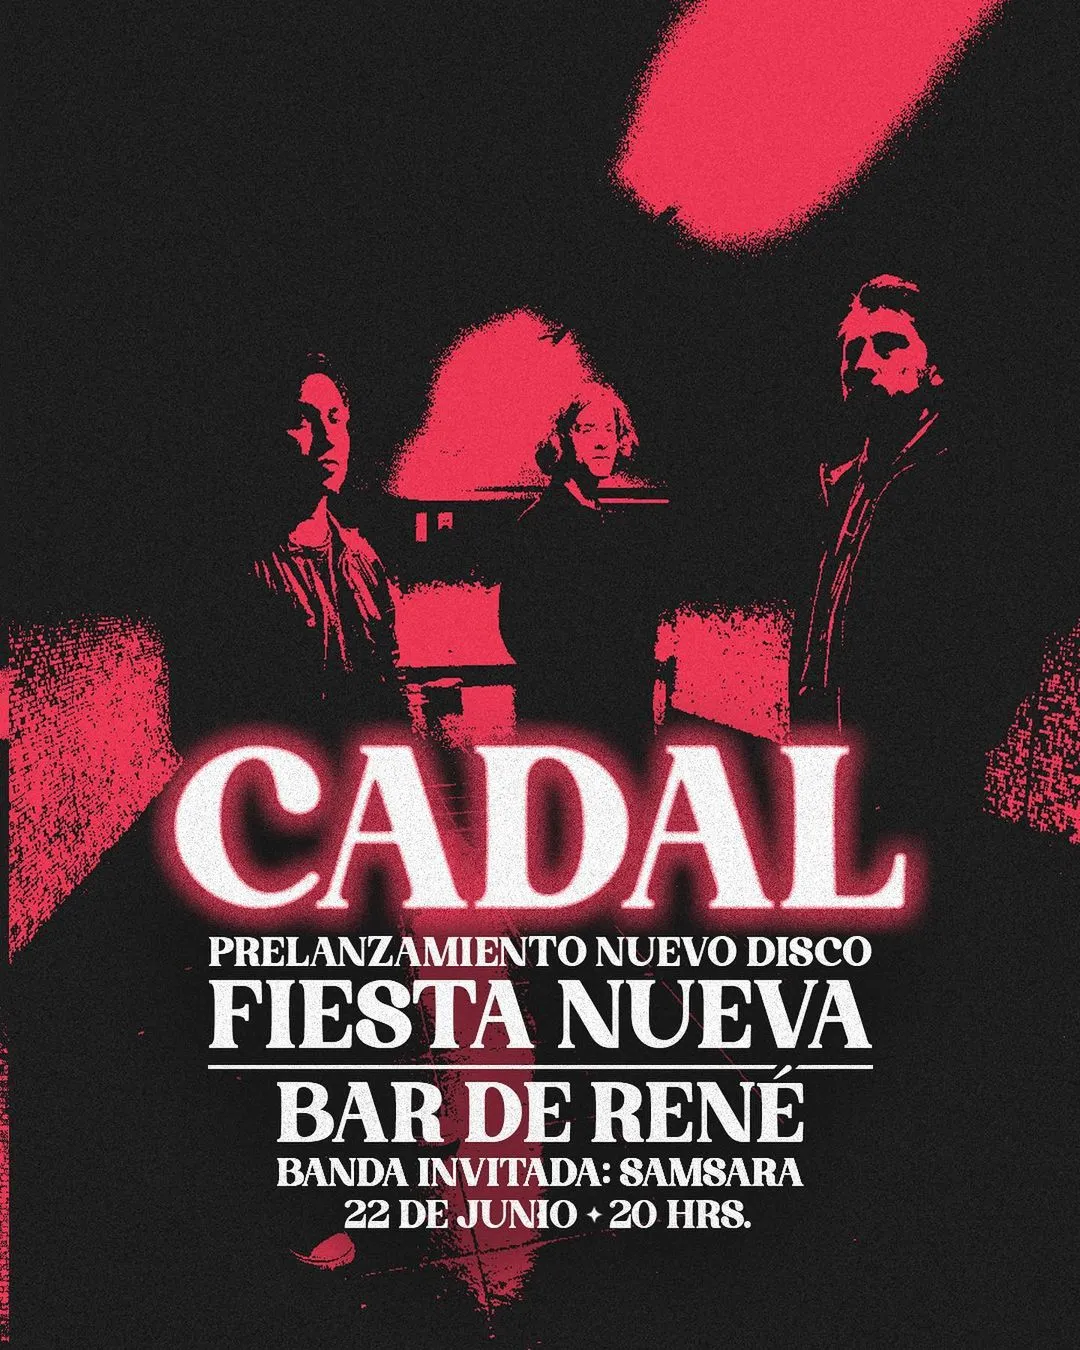 CADAL
PRELANZAMIENTO NUEVO DISCO
FIESTA NUEVA
BAR DE RENÉ
BANDA INVITADA: SAMSARA
22 DE JUNIO ✦ 20 HRS.